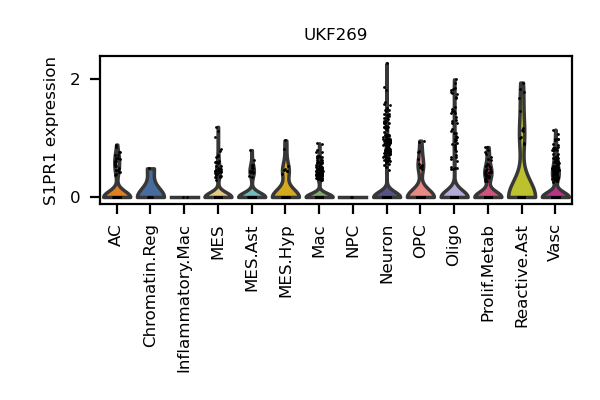 UKF269
S1PR1 expression
2
0
AC
Chromatin.Reg
Inflammatory.Mac
MES
MES.Ast
MES.Hyp
Mac
NPC
Neuron
OPC
Oligo
Prolif.Metab
Reactive.Ast
Vasc